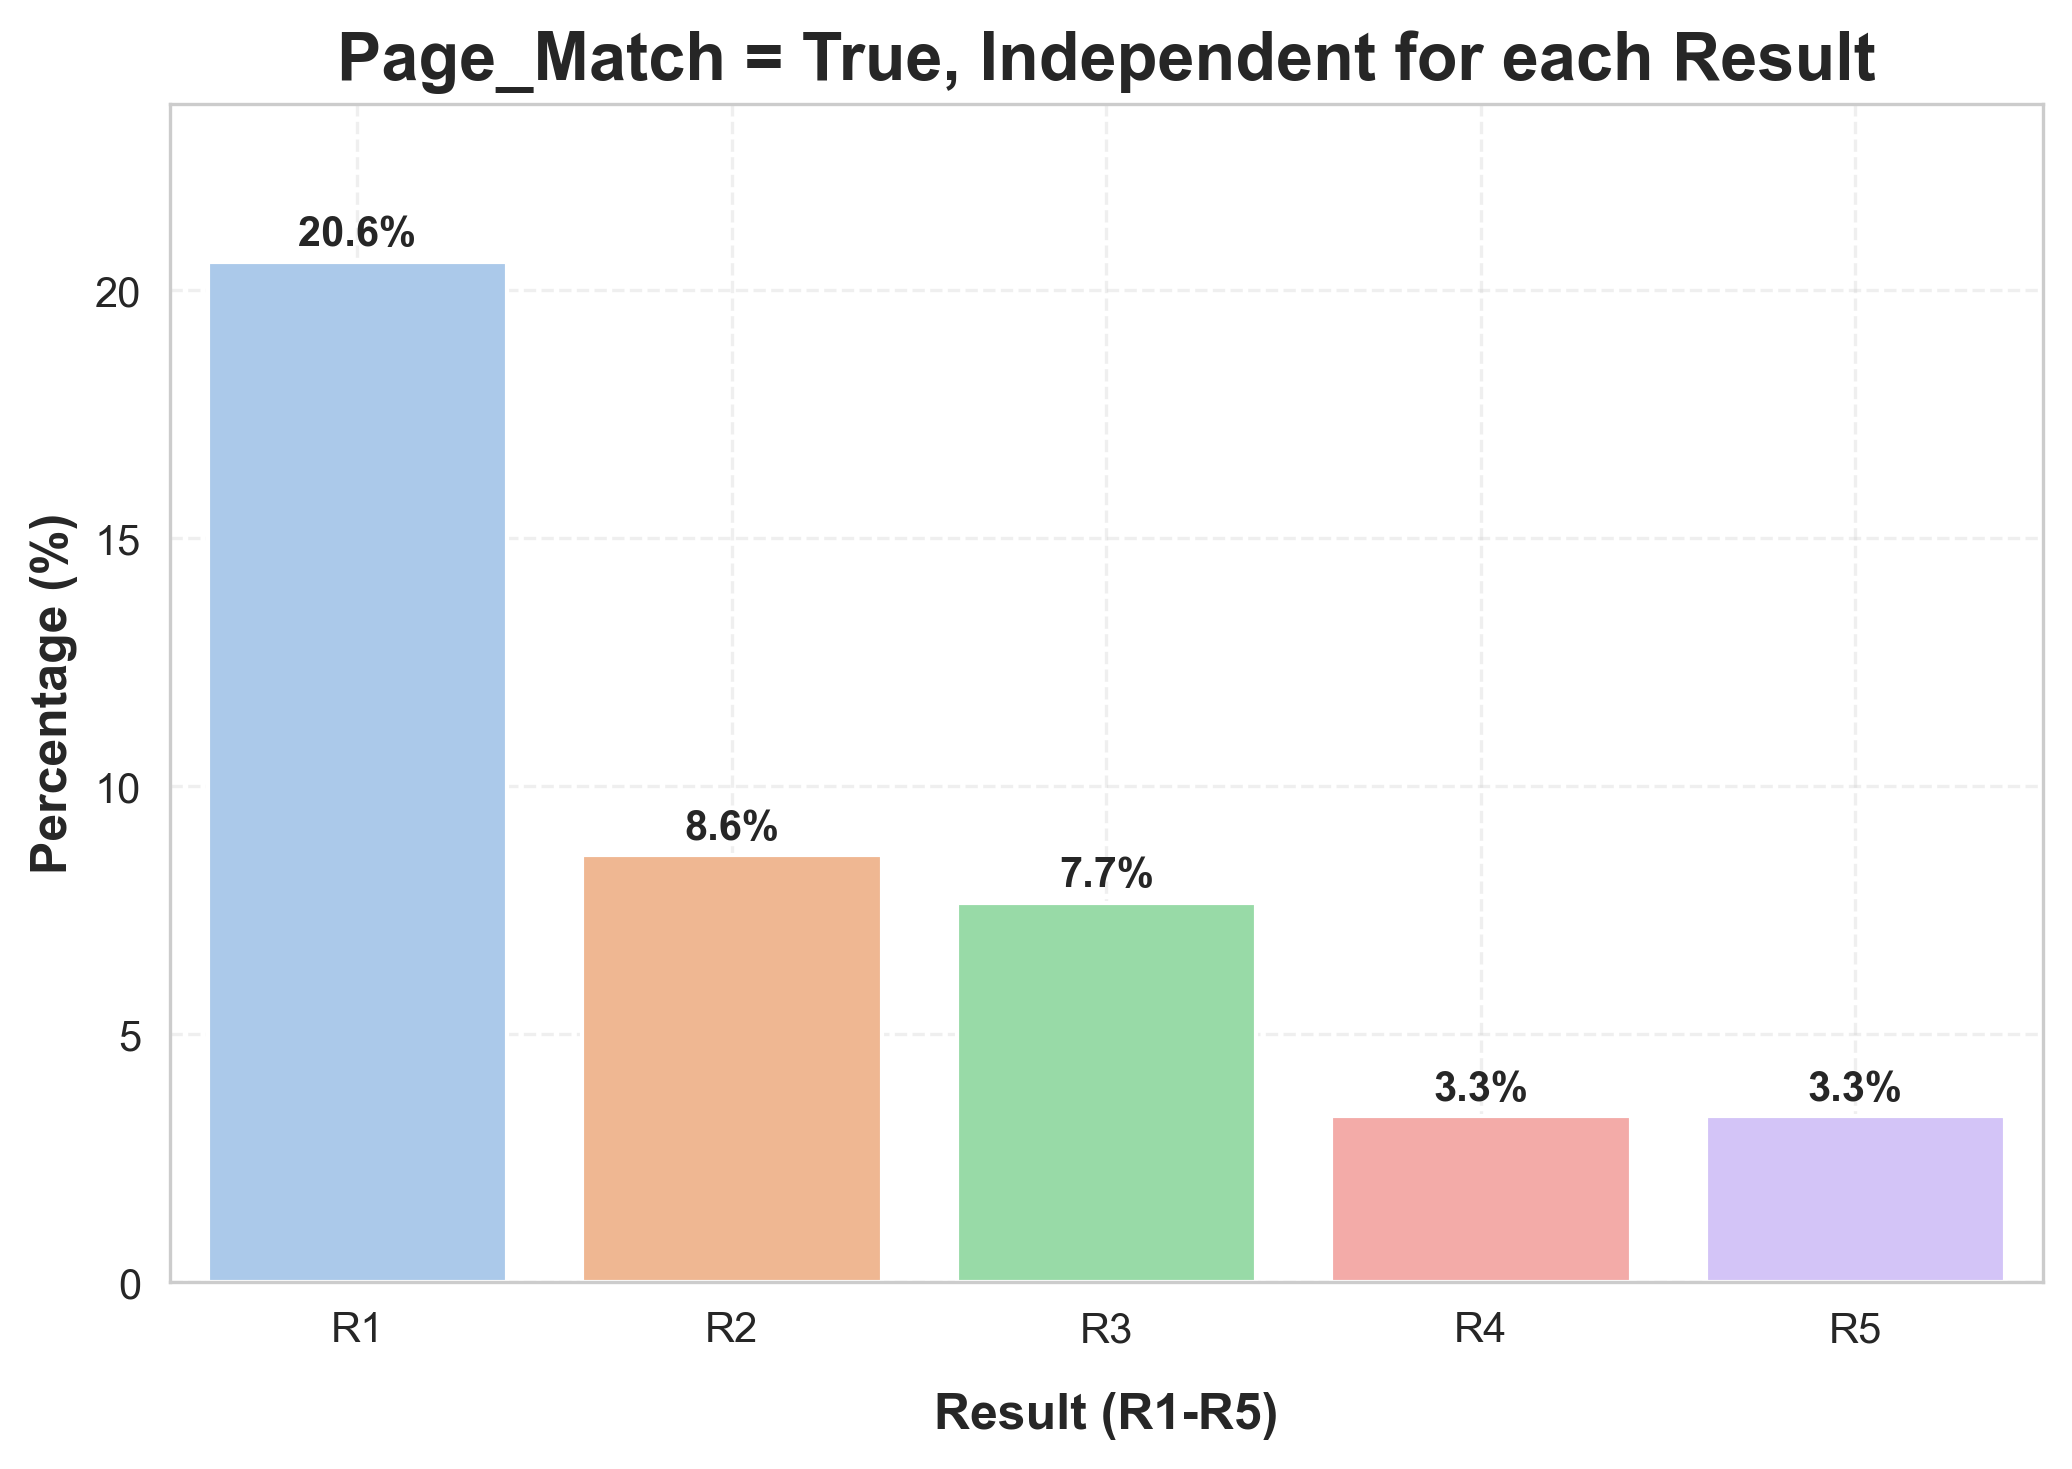 Page_Match = True, Independent for each Result
20.6%
20
15
8.6%
10
7.7%
5
3.3%
3.3%
0
Percentage (%)
R1
R2
R3
R4
R5
Result (R1-R5)